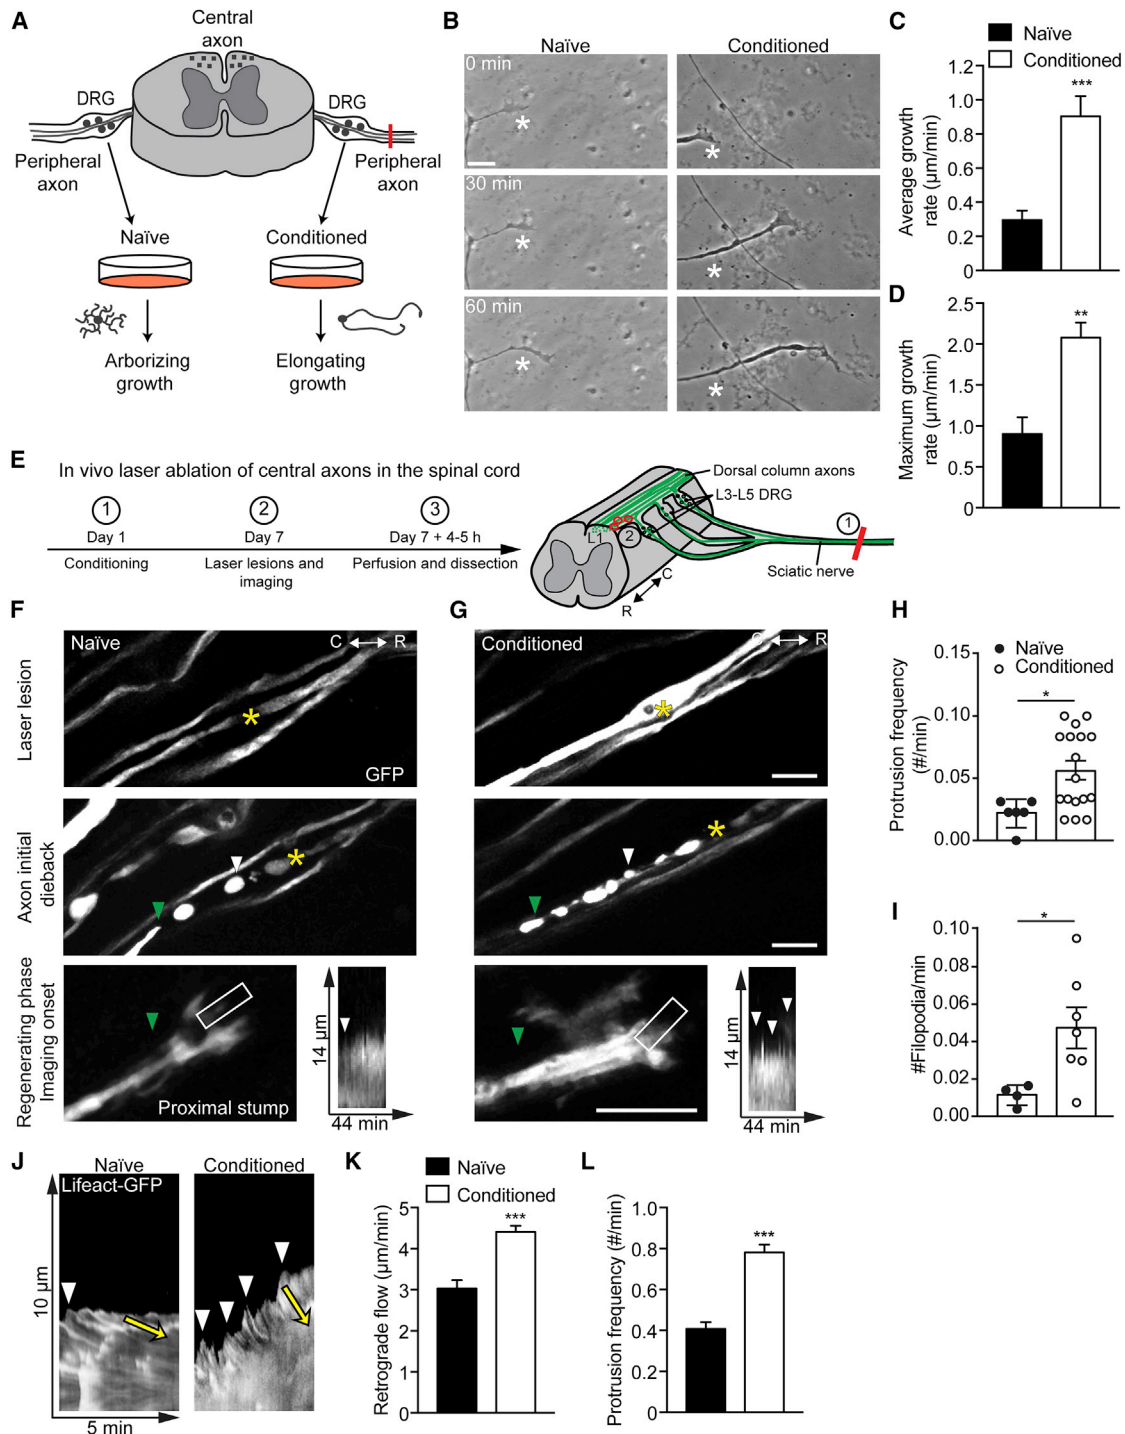 A
Central
axon
DRG
DRG
Peripheral
axon
Peripheral
axon
Naïve
Conditioned
Arborizing
growth
Elongating
growth
B
Naïve
Conditioned
0 min
30 min
60 min
*
*
*
*
*
*
C
Naïve
Conditioned
Average growth
rate (µm/min)
1.2
1.0
0.8
0.6
0.4
0.2
0
***
D
Maximum growth
rate (µm/min)
2.5
2.0
1.5
1.0
0.5
0
**
E
In vivo laser ablation of central axons in the spinal cord
1
2
3
Day 1
Day 7
Day 7 + 4-5 h
Conditioning
Laser lesions and
imaging
Perfusion and dissection
Dorsal column axons
L3-L5 DRG
1
L1
2
Sciatic nerve
C
R
F
Naïve
C
R
GFP
Laser lesion
*
Axon initial
dieback
*
Regenerating phase
Imaging onset
Proximal stump
14 µm
44 min
G
Conditioned
C
R
*
*
14 µm
44 min
H
Naïve
Conditioned
Protrusion frequency
(#/min)
0.15
0.10
0.05
0.00
*
I
#Filopodia/min
0.10
0.08
0.06
0.04
0.02
0.00
*
J
Naïve
Conditioned
Lifeact-GFP
10 µm
5 min
K
Naïve
Conditioned
Retrograde flow (µm/min)
5
4
3
2
1
0
***
L
Protrusion frequency (#/min)
1.0
0.8
0.6
0.4
0.2
0
***